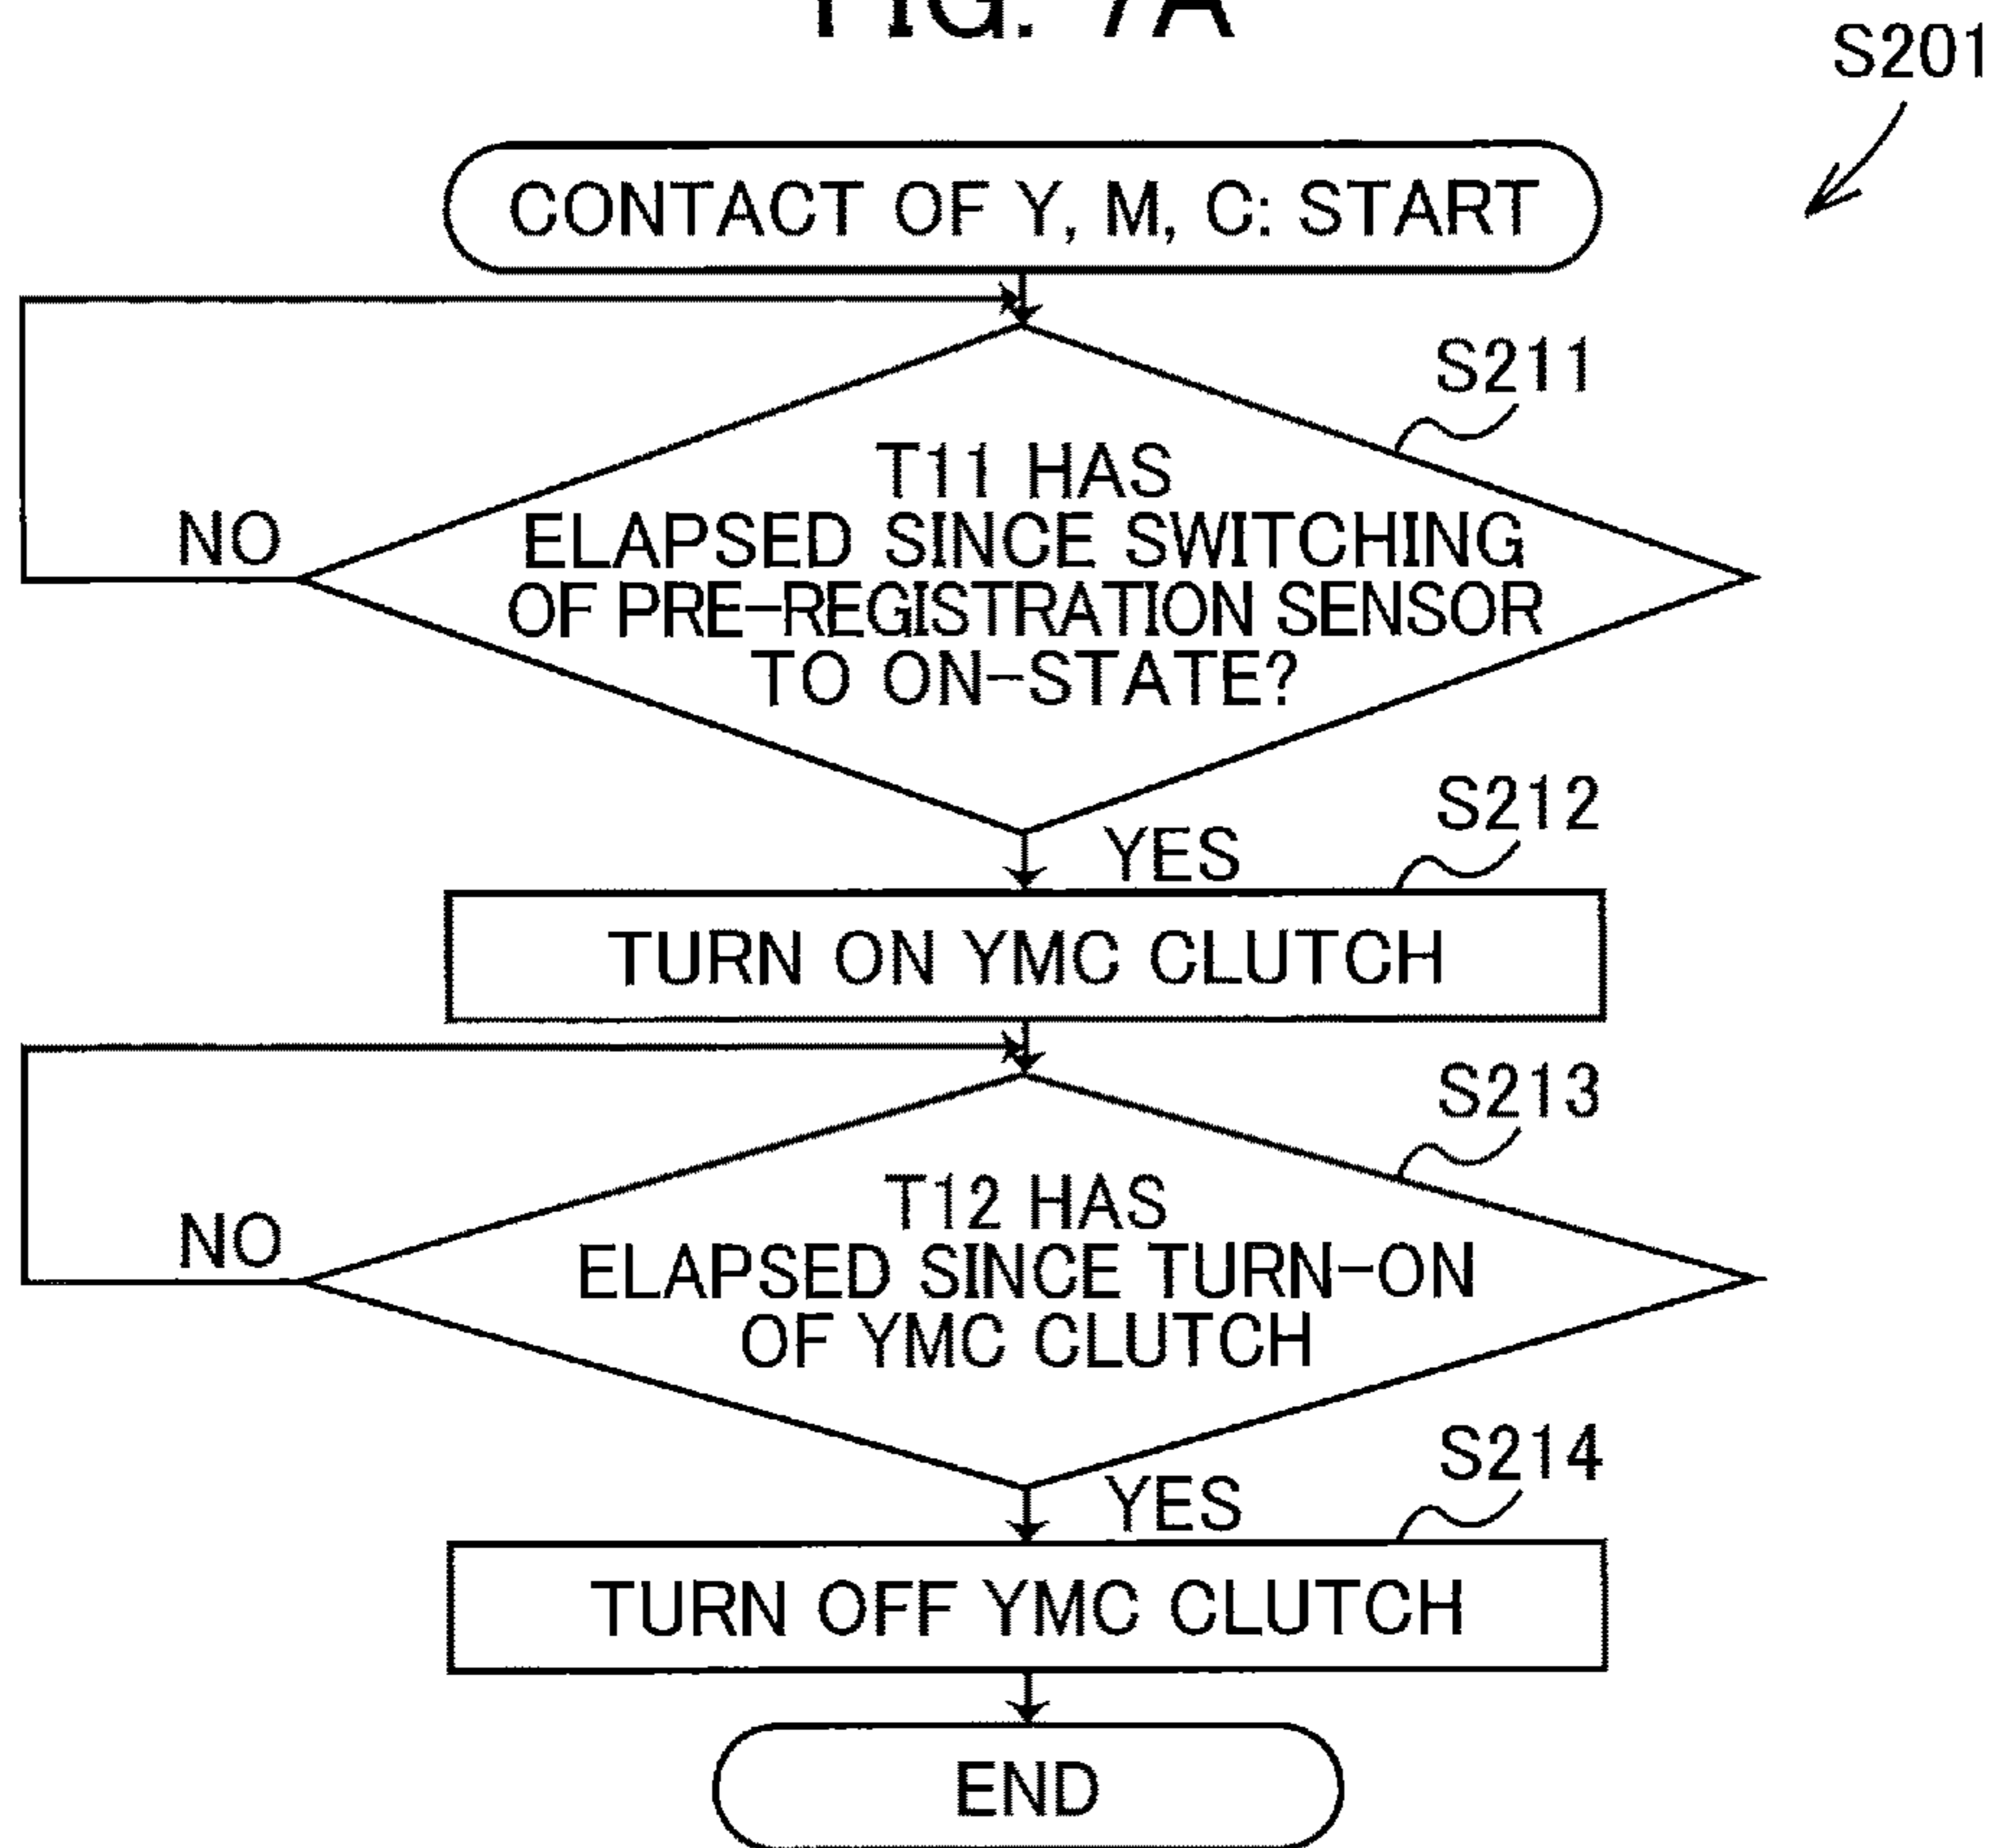 FIG. 7A
S201
CONTACT OF Y, M, C: START
S211
T11 HAS
ELAPSED SINCE SWITCHING
OF PRE-REGISTRATION SENSOR
TO ON-STATE?
NO
YES
S212
TURN ON YMC CLUTCH
S213
T12 HAS
ELAPSED SINCE TURN-ON
OF YMC CLUTCH
NO
YES
S214
TURN OFF YMC CLUTCH
END